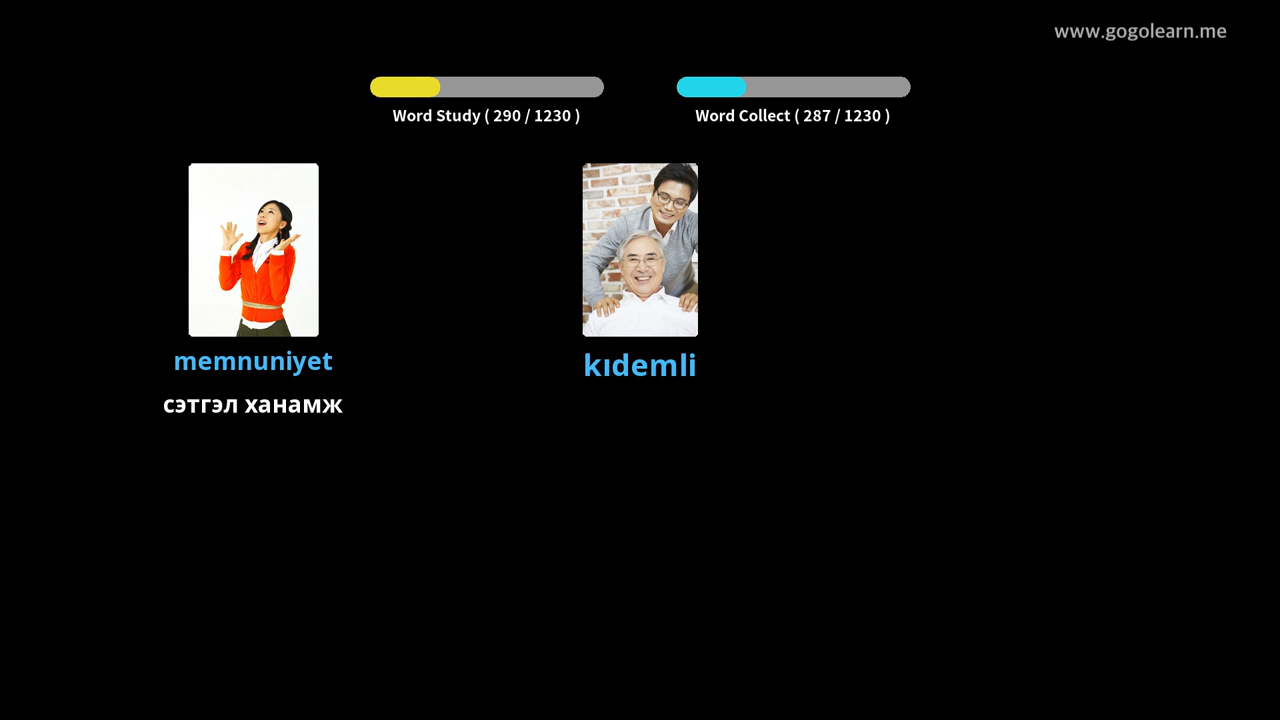 www.gogolearn.me
Word Study ( 290 / 1230 )
Word Collect ( 287 / 1230 )
memnuniyet
kıdemli
сэтгэл ханамж